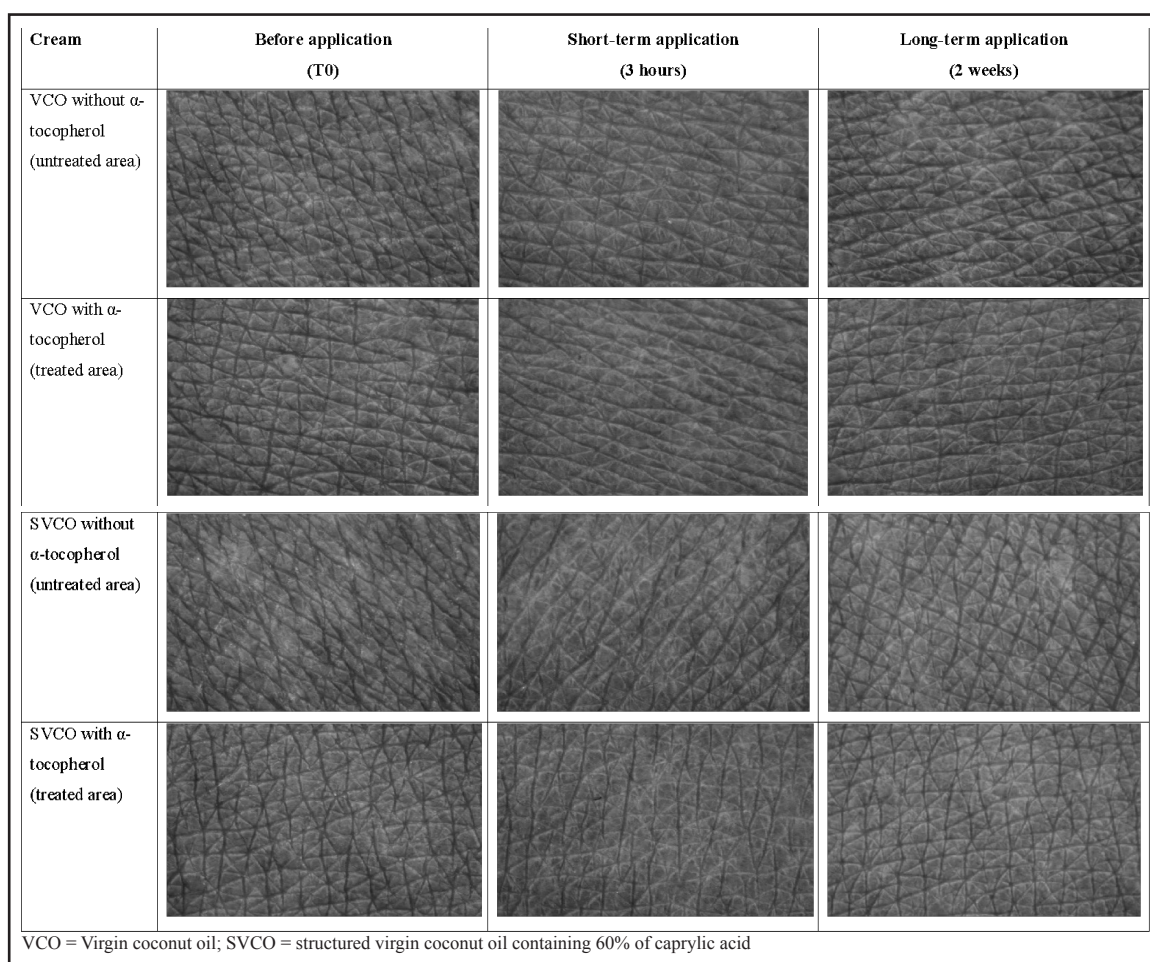 Cream
Before application
(T0)
Short-term application
(3 hours)
Long-term application
(2 weeks)
VCO without α-
tocopherol
(untreated area)
VCO with α-
tocopherol
(treated area)
SVCO without
α-tocopherol
(untreated area)
SVCO with α-
tocopherol
(treated area)
VCO = Virgin coconut oil; SVCO = structured virgin coconut oil containing 60% of caprylic acid